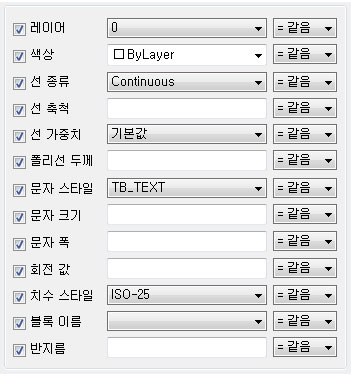 레이어 0 = 같음
색상 ByLayer = 같음
선 종류 Continuous = 같음
선 축척 = 같음
선 가중치 기본값 = 같음
폴리선 두께 = 같음
문자 스타일 TB_TEXT = 같음
문자 크기 = 같음
문자 폭 = 같음
회전 값 = 같음
치수 스타일 ISO-25 = 같음
블록 이름 = 같음
반지름 = 같음